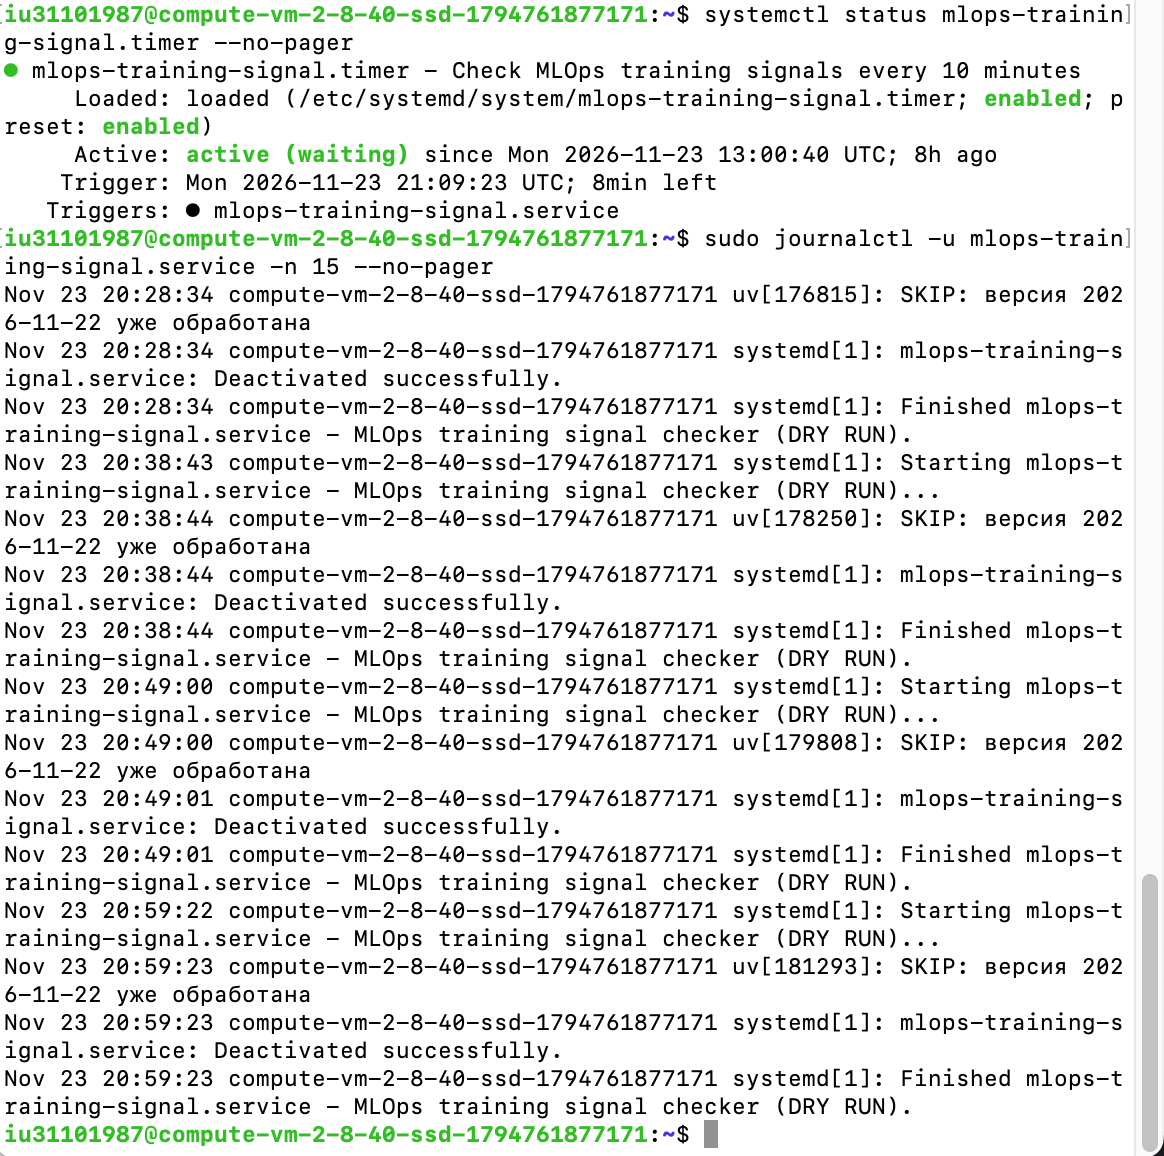 [iu31101987@compute-vm-2-8-40-ssd-1794761877171:~$ systemctl status mlops-trainin]
g-signal.timer --no-pager
● mlops-training-signal.timer – Check MLOps training signals every 10 minutes
     Loaded: loaded (/etc/systemd/system/mlops-training-signal.timer; enabled; p
reset: enabled)
     Active: active (waiting) since Mon 2026-11-23 13:00:40 UTC; 8h ago
    Trigger: Mon 2026-11-23 21:09:23 UTC; 8min left
   Triggers: ● mlops-training-signal.service
[iu31101987@compute-vm-2-8-40-ssd-1794761877171:~$ sudo journalctl -u mlops-train]
ing-signal.service -n 15 --no-pager
Nov 23 20:28:34 compute-vm-2-8-40-ssd-1794761877171 uv[176815]: SKIP: версия 202
6-11-22 уже обработана
Nov 23 20:28:34 compute-vm-2-8-40-ssd-1794761877171 systemd[1]: mlops-training-s
ignal.service: Deactivated successfully.
Nov 23 20:28:34 compute-vm-2-8-40-ssd-1794761877171 systemd[1]: Finished mlops-t
raining-signal.service – MLOps training signal checker (DRY RUN).
Nov 23 20:38:43 compute-vm-2-8-40-ssd-1794761877171 systemd[1]: Starting mlops-t
raining-signal.service – MLOps training signal checker (DRY RUN)...
Nov 23 20:38:44 compute-vm-2-8-40-ssd-1794761877171 uv[178250]: SKIP: версия 202
6-11-22 уже обработана
Nov 23 20:38:44 compute-vm-2-8-40-ssd-1794761877171 systemd[1]: mlops-training-s
ignal.service: Deactivated successfully.
Nov 23 20:38:44 compute-vm-2-8-40-ssd-1794761877171 systemd[1]: Finished mlops-t
raining-signal.service – MLOps training signal checker (DRY RUN).
Nov 23 20:49:00 compute-vm-2-8-40-ssd-1794761877171 systemd[1]: Starting mlops-t
raining-signal.service – MLOps training signal checker (DRY RUN)...
Nov 23 20:49:00 compute-vm-2-8-40-ssd-1794761877171 uv[179808]: SKIP: версия 202
6-11-22 уже обработана
Nov 23 20:49:01 compute-vm-2-8-40-ssd-1794761877171 systemd[1]: mlops-training-s
ignal.service: Deactivated successfully.
Nov 23 20:49:01 compute-vm-2-8-40-ssd-1794761877171 systemd[1]: Finished mlops-t
raining-signal.service – MLOps training signal checker (DRY RUN).
Nov 23 20:59:22 compute-vm-2-8-40-ssd-1794761877171 systemd[1]: Starting mlops-t
raining-signal.service – MLOps training signal checker (DRY RUN)...
Nov 23 20:59:23 compute-vm-2-8-40-ssd-1794761877171 uv[181293]: SKIP: версия 202
6-11-22 уже обработана
Nov 23 20:59:23 compute-vm-2-8-40-ssd-1794761877171 systemd[1]: mlops-training-s
ignal.service: Deactivated successfully.
Nov 23 20:59:23 compute-vm-2-8-40-ssd-1794761877171 systemd[1]: Finished mlops-t
raining-signal.service – MLOps training signal checker (DRY RUN).
iu31101987@compute-vm-2-8-40-ssd-1794761877171:~$